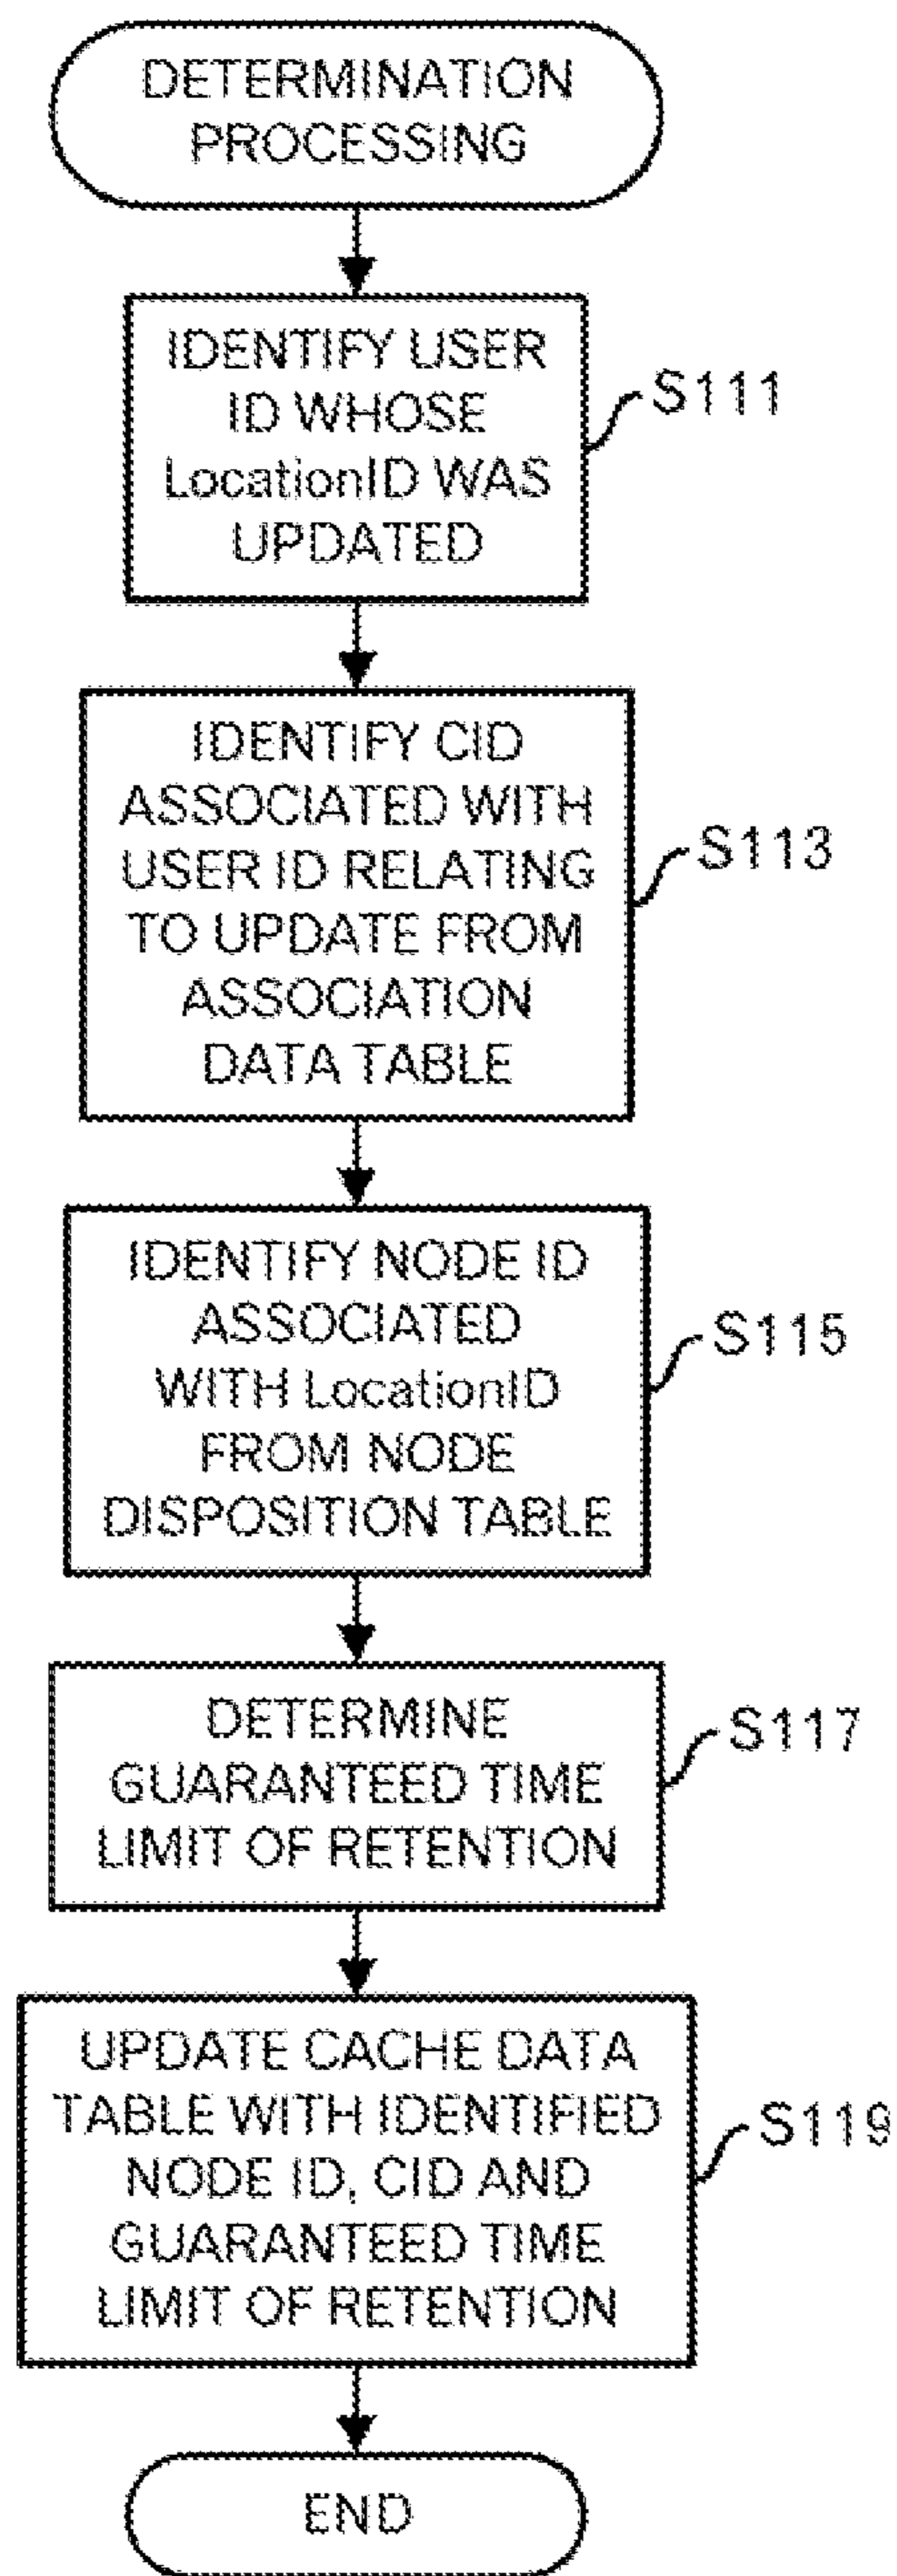 DETERMINATION
PROCESSING
IDENTIFY USER
ID WHOSE
LocationID WAS
UPDATED
S111
IDENTIFY CID
ASSOCIATED WITH
USER ID RELATING
TO UPDATE FROM
ASSOCIATION
DATA TABLE
S113
IDENTIFY NODE ID
ASSOCIATED
WITH LocationID
FROM NODE
DISPOSITION TABLE
S115
DETERMINE
GUARANTEED TIME
LIMIT OF RETENTION
S117
UPDATE CACHE DATA
TABLE WITH IDENTIFIED
NODE ID, CID AND
GUARANTEED TIME
LIMIT OF RETENTION
S119
END